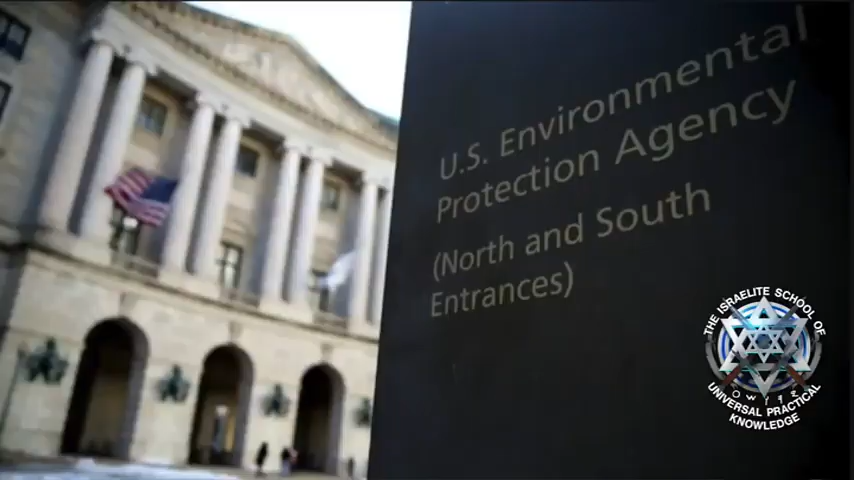 U.S. Environmental
Protection Agency
(North and South
Entrances)
THE ISRAELITE SCHOOL OF
UNIVERSAL PRACTICAL
KNOWLEDGE